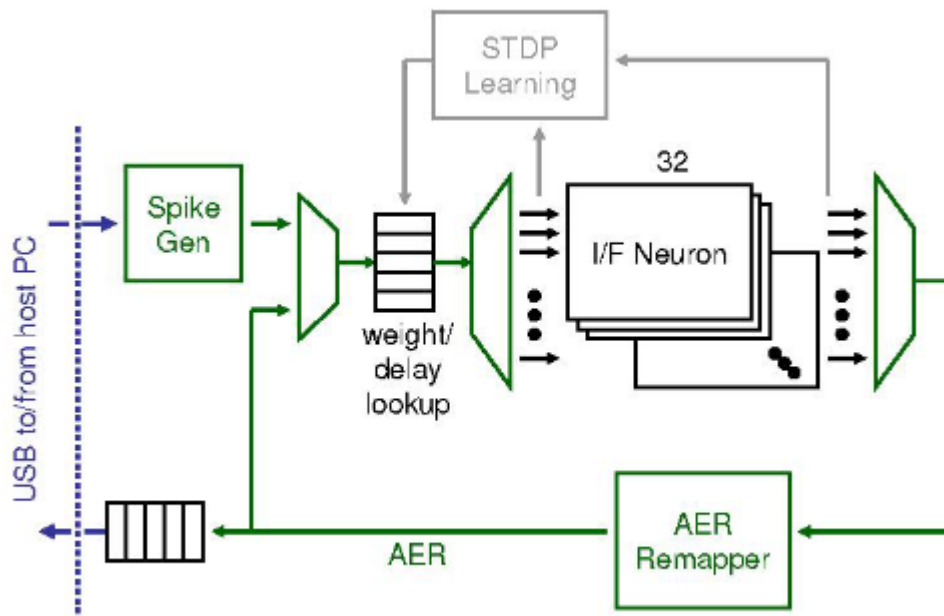 STDP
Learning
32
Spike
Gen
I/F Neuron
weight/
delay
lookup
USB to/from host PC
AER
AER
Remapper